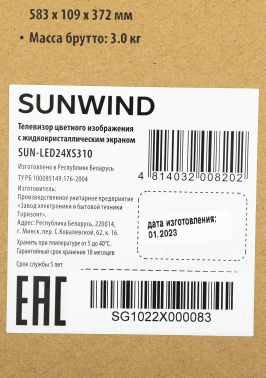 583 x 109 x 372 мм
• Масса брутто: 3.0 кг
SUNWIND
Телевизор цветного изображения
с жидкокристаллическим экраном
SUN-LED24XS310
Изготовлено в Республике Беларусь
ТУ РБ 100085149.176-2004
Изготовитель:
Производственное унитарное предприятие
«Завод электроники и бытовой техники
Горизонт».
Адрес: Республика Беларусь, 220014,
г. Минск, пер. С.Ковалевской, 62, к. 16.
Хранить при температуре от 5 до 40°С.
Гарантийный срок хранения 18 месяцев
Срок службы 5 лет
4 814032 008202
дата изготовления:
01.2023
EAC
SG1022X000083